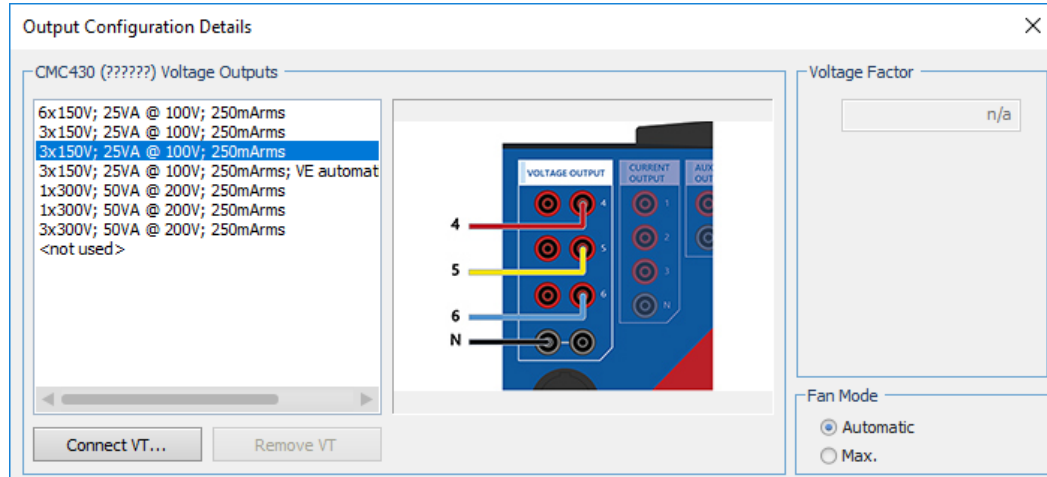 Output Configuration Details
CMC430 (??????) Voltage Outputs
6x150V; 25VA @ 100V; 250mArms
3x150V; 25VA @ 100V; 250mArms
3x150V; 25VA @ 100V; 250mArms
3x150V; 25VA @ 100V; 250mArms; VE automat
1x300V; 50VA @ 200V; 250mArms
1x300V; 50VA @ 200V; 250mArms
3x300V; 50VA @ 200V; 250mArms
<not used>
VOLTAGE OUTPUT
CURRENT OUTPUT
AUX
OUT
4
5
6
N
4
5
6
1
2
3
N
Connect VT...
Remove VT
Voltage Factor
n/a
Fan Mode
Automatic
Max.